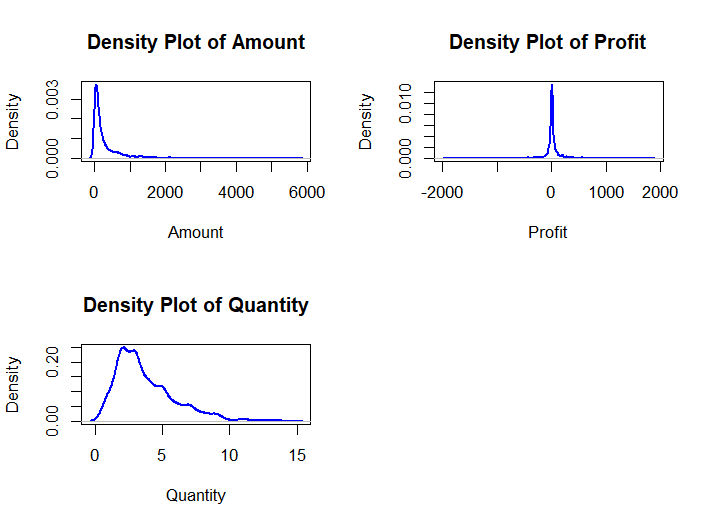 Density Plot of Amount
Density
0.003
0.000
0 2000 4000 6000
Amount
Density Plot of Profit
Density
0.010
0.000
-2000 0 1000 2000
Profit
Density Plot of Quantity
Density
0.20
0.00
0 5 10 15
Quantity